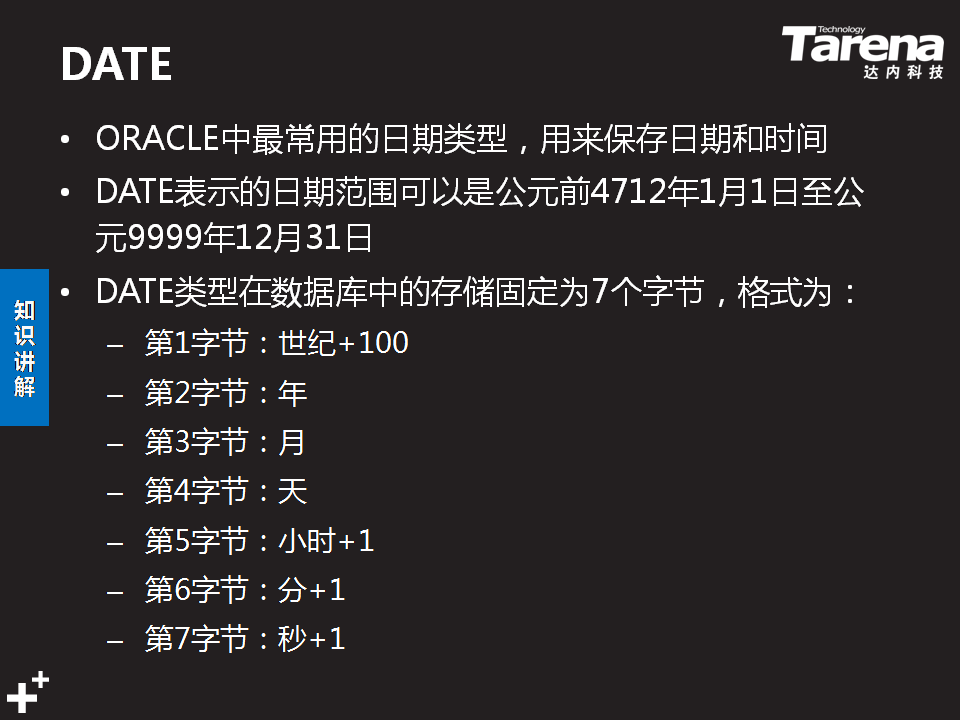 DATE
Technology
Tarena
达内科技
• ORACLE中最常用的日期类型，用来保存日期和时间
• DATE表示的日期范围可以是公元前4712年1月1日至公
元9999年12月31日
• DATE类型在数据库中的存储固定为7个字节，格式为：
– 第1字节：世纪+100
– 第2字节：年
– 第3字节：月
– 第4字节：天
– 第5字节：小时+1
– 第6字节：分+1
– 第7字节：秒+1
知识讲解